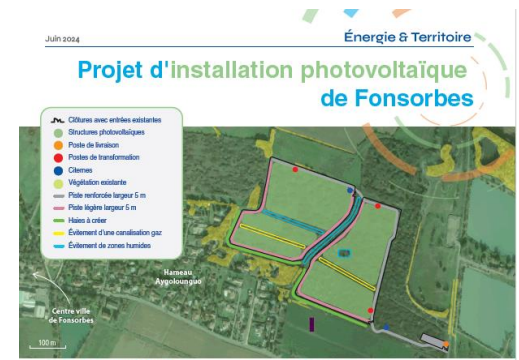 Juin 2024
Énergie & Territoire
Projet d'installation photovoltaïque
de Fonsorbes
Clôtures avec entrées existantes
Structures photovoltaïques
Poste de livraison
Postes de transformation
Citernes
Végétation existante
Piste renforcée largeur 5 m
Piste légère largeur 5 m
Haies à créer
Évitement d'une canalisation gaz
Évitement de zones humides
Hameau
Aygolounguo
Centre ville
de Fonsorbes
100 m